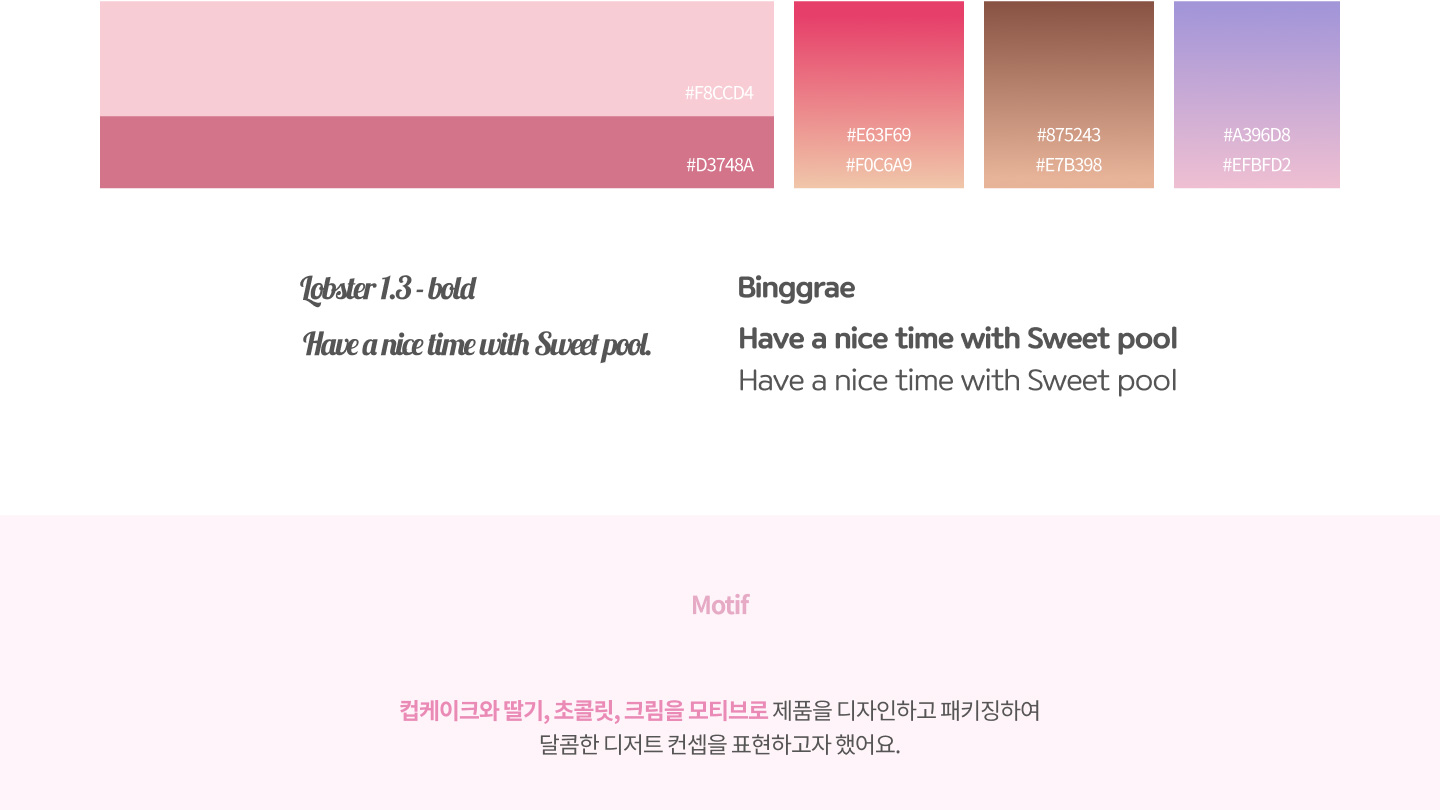 #F8CCD4
#D3748A
#E63F69
#F0C6A9
#875243
#E7B398
#A396D8
#EFBFD2
Lobster 1.3 - bold
Have a nice time with Sweet pool.
Binggrae
Have a nice time with Sweet pool
Have a nice time with Sweet pool
Motif
컵케이크와 딸기, 초콜릿, 크림을 모티브로 제품을 디자인하고 패키징하여
달콤한 디저트 컨셉을 표현하고자 했어요.